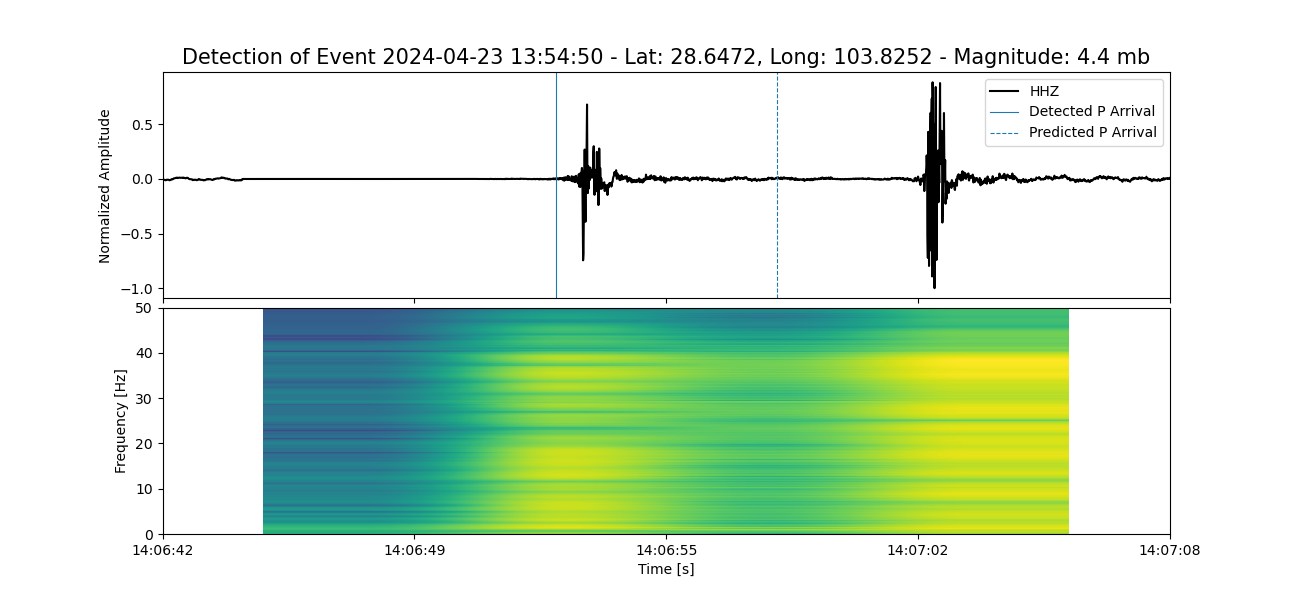 Detection of Event 2024-04-23 13:54:50 - Lat: 28.6472, Long: 103.8252 - Magnitude: 4.4 mb
Normalized Amplitude
0.5
0.0
−0.5
−1.0
HHZ
Detected P Arrival
Predicted P Arrival
Frequency [Hz]
50
40
30
20
10
0
14:06:42
14:06:49
14:06:55
14:07:02
14:07:08
Time [s]